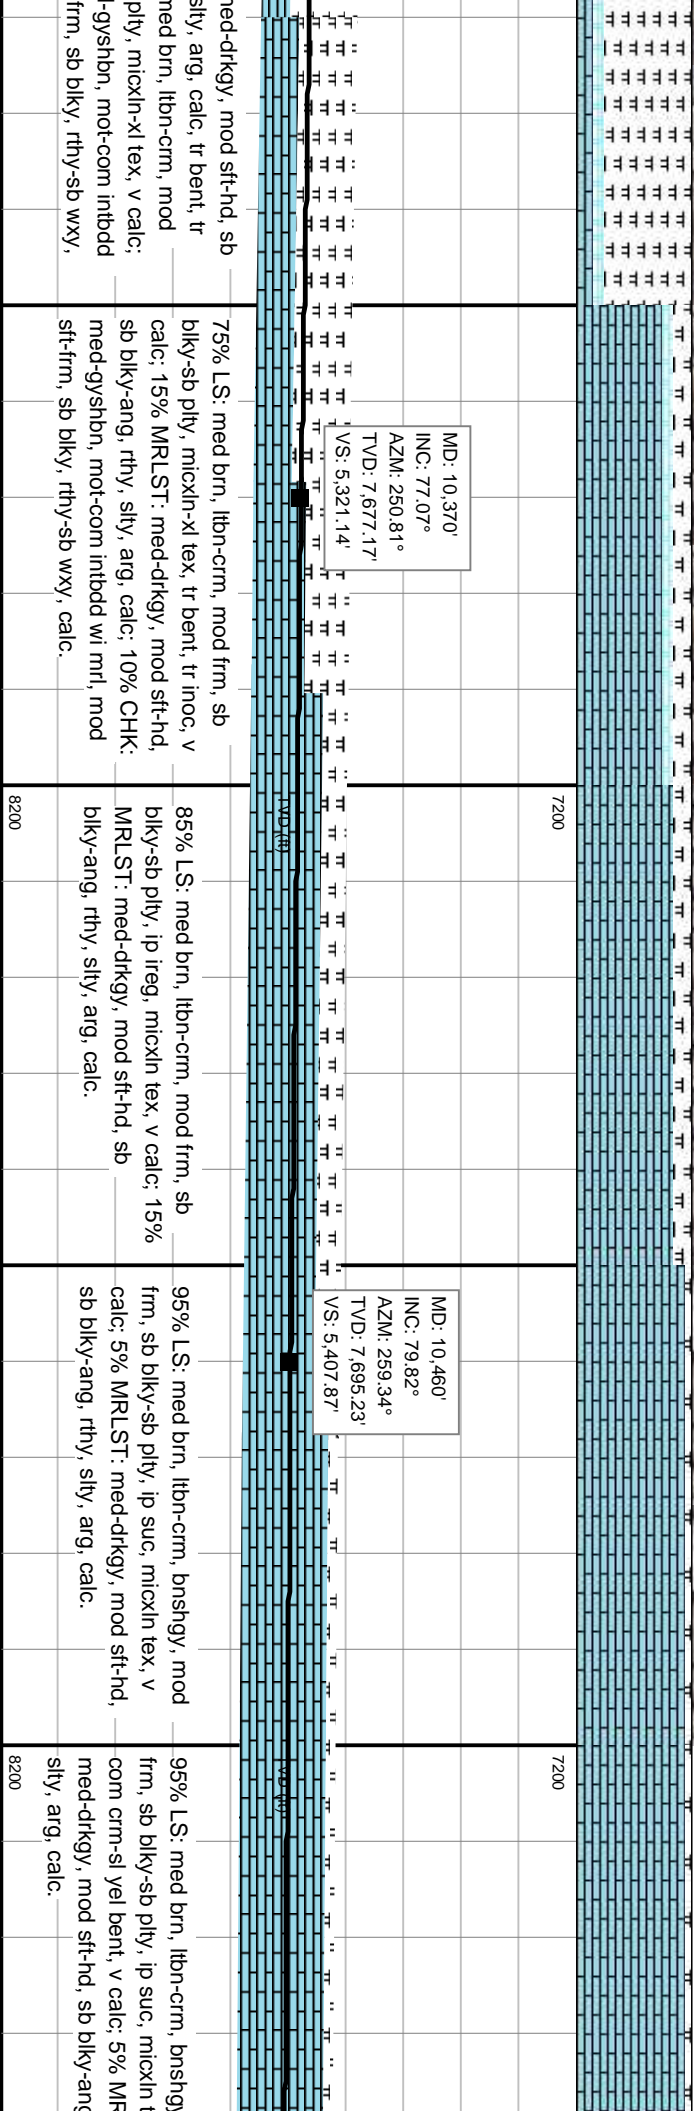 ned-drkgy, mod sft-hd, sb
slty, arg, calc, tr bent, tr
ned brn, ltbn-crm, mod
plty, micxln-xl tex, v calc;
l-gyshbn, mot-com intbdd
frm, sb blky, rthy-sb wxy,
75% LS: med brn, ltbn-crm, mod frm, sb
blky-sb plty, micxln-xl tex, tr bent, tr inoc, v
calc; 15% MRLST: med-drkgy, mod sft-hd,
sb blky-ang, rthy, slty, arg, calc; 10% CHK:
med-gyshbn, mot-com intbdd wi mrl, mod
sft-frm, sb blky, rthy-sb wxy, calc.
MD: 10,370'
INC: 77.07°
AZM: 250.81°
TVD: 7,677.17'
VS: 5,321.14'
7200
TVD (ft)
8200
85% LS: med brn, ltbn-crm, mod frm, sb
blky-sb plty, ip ireg, micxln tex, v calc; 15%
MRLST: med-drkgy, mod sft-hd, sb
blky-ang, rthy, slty, arg, calc.
MD: 10,460'
INC: 79.82°
AZM: 259.34°
TVD: 7,695.23'
VS: 5,407.87'
95% LS: med brn, ltbn-crm, bnshgy, mod
frm, sb blky-sb plty, ip suc, micxln tex, v
calc; 5% MRLST: med-drkgy, mod sft-hd,
sb blky-ang, rthy, slty, arg, calc.
7200
TVD (ft)
8200
95% LS: med brn, ltbn-crm, bnshgy
frm, sb blky-sb plty, ip suc, micxln t
com crm-sl yel bent, v calc; 5% MR
med-drkgy, mod sft-hd, sb blky-ang
slty, arg, calc.